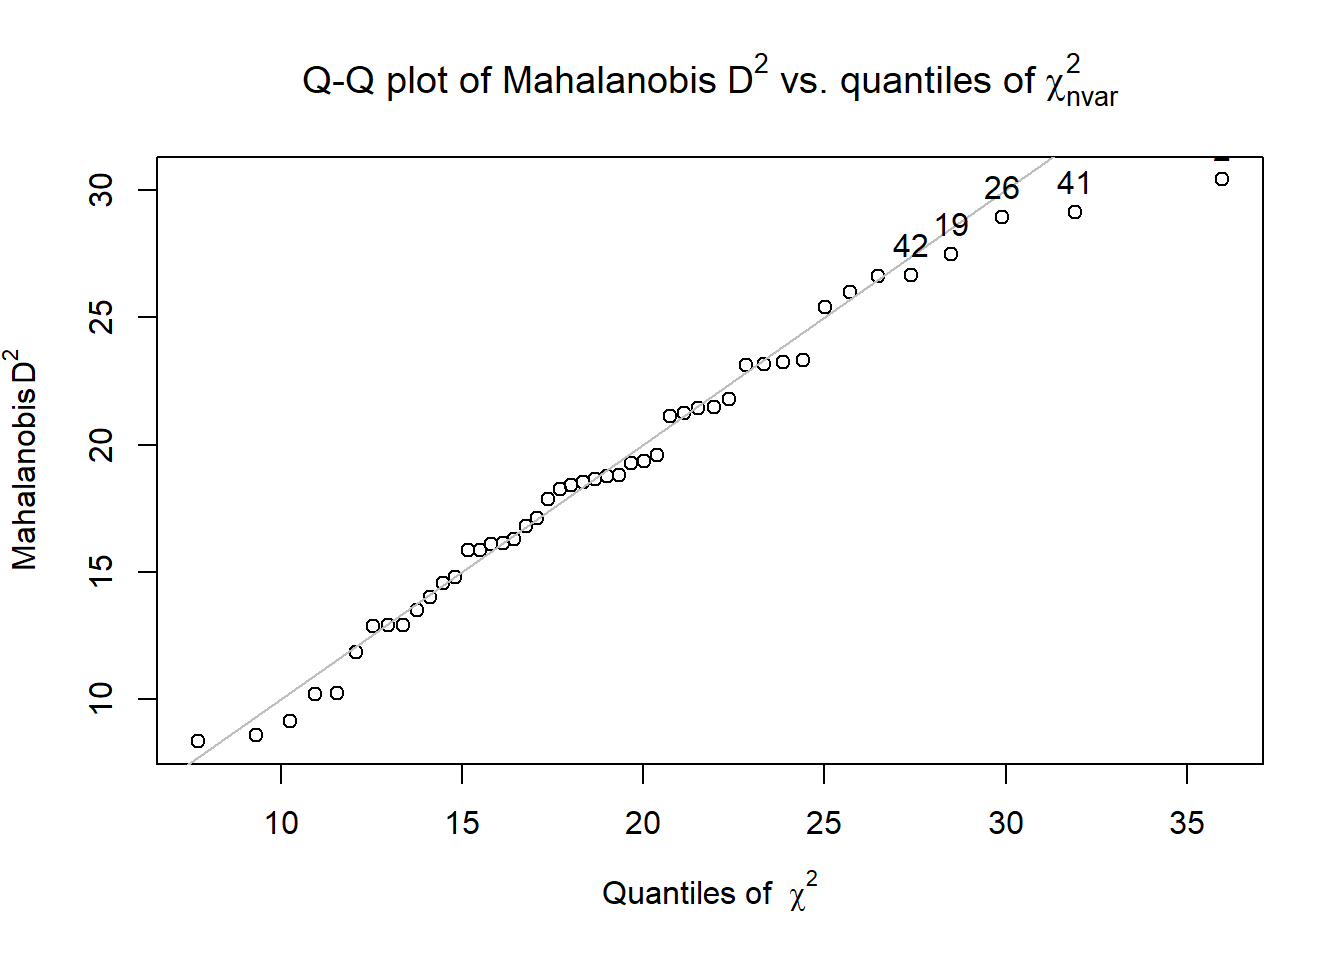 Q-Q plot of Mahalanobis D² vs. quantiles of χ²nvar
Mahalanobis D²
30
25
20
15
10
42
19
26
41
10 15 20 25 30 35
Quantiles of χ²